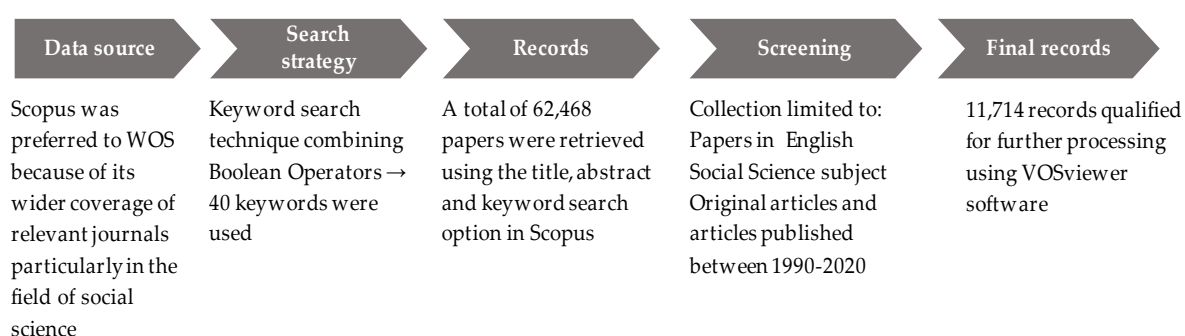 Data source
Search
strategy
Records
Screening
Final records
Scopus was
preferred to WOS
because of its
wider coverage of
relevant journals
particularly in the
field of social
science
Keyword search
technique combining
Boolean Operators →
40 keywords were
used
A total of 62,468
papers were retrieved
using the title, abstract
and keyword search
option in Scopus
Collection limited to:
Papers in English
Social Science subject
Original articles and
articles published
between 1990-2020
11,714 records qualified
for further processing
using VOSviewer
software